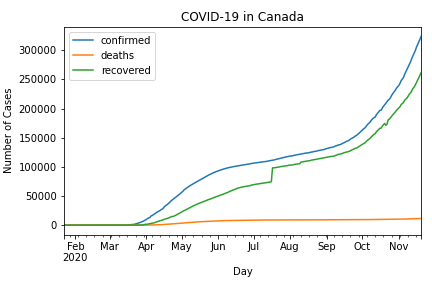 COVID-19 in Canada
confirmed
deaths
recovered
Number of Cases
300000
250000
200000
150000
100000
50000
0
Feb Mar Apr May Jun Jul Aug Sep Oct Nov
2020
Day